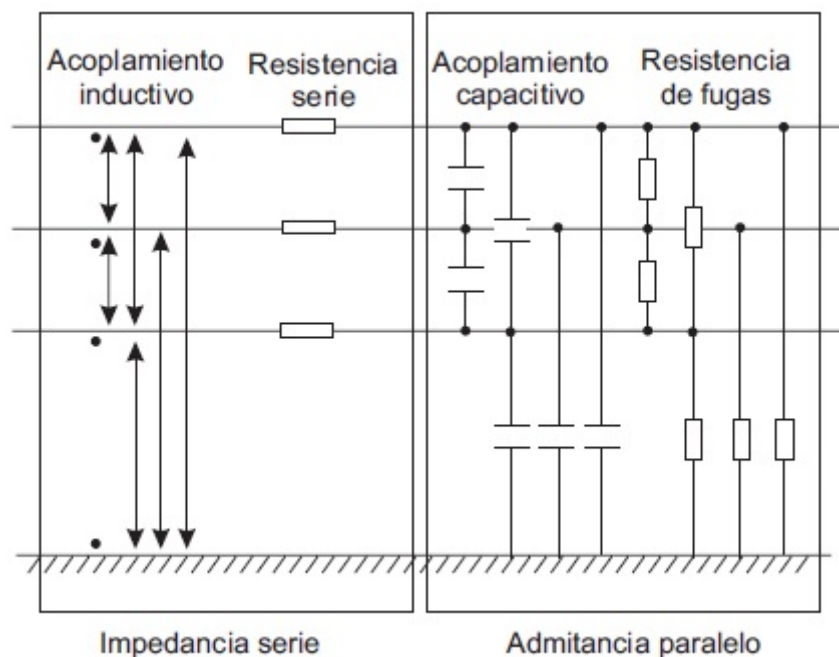 Acoplamiento
inductivo
Resistencia
serie
Acoplamiento
capacitivo
Resistencia
de fugas
Impedancia serie
Admitancia paralelo